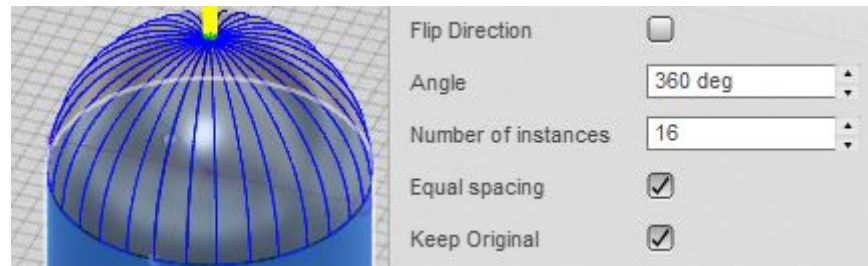 Flip Direction
Angle 360 deg
Number of instances 16
Equal spacing
Keep Original